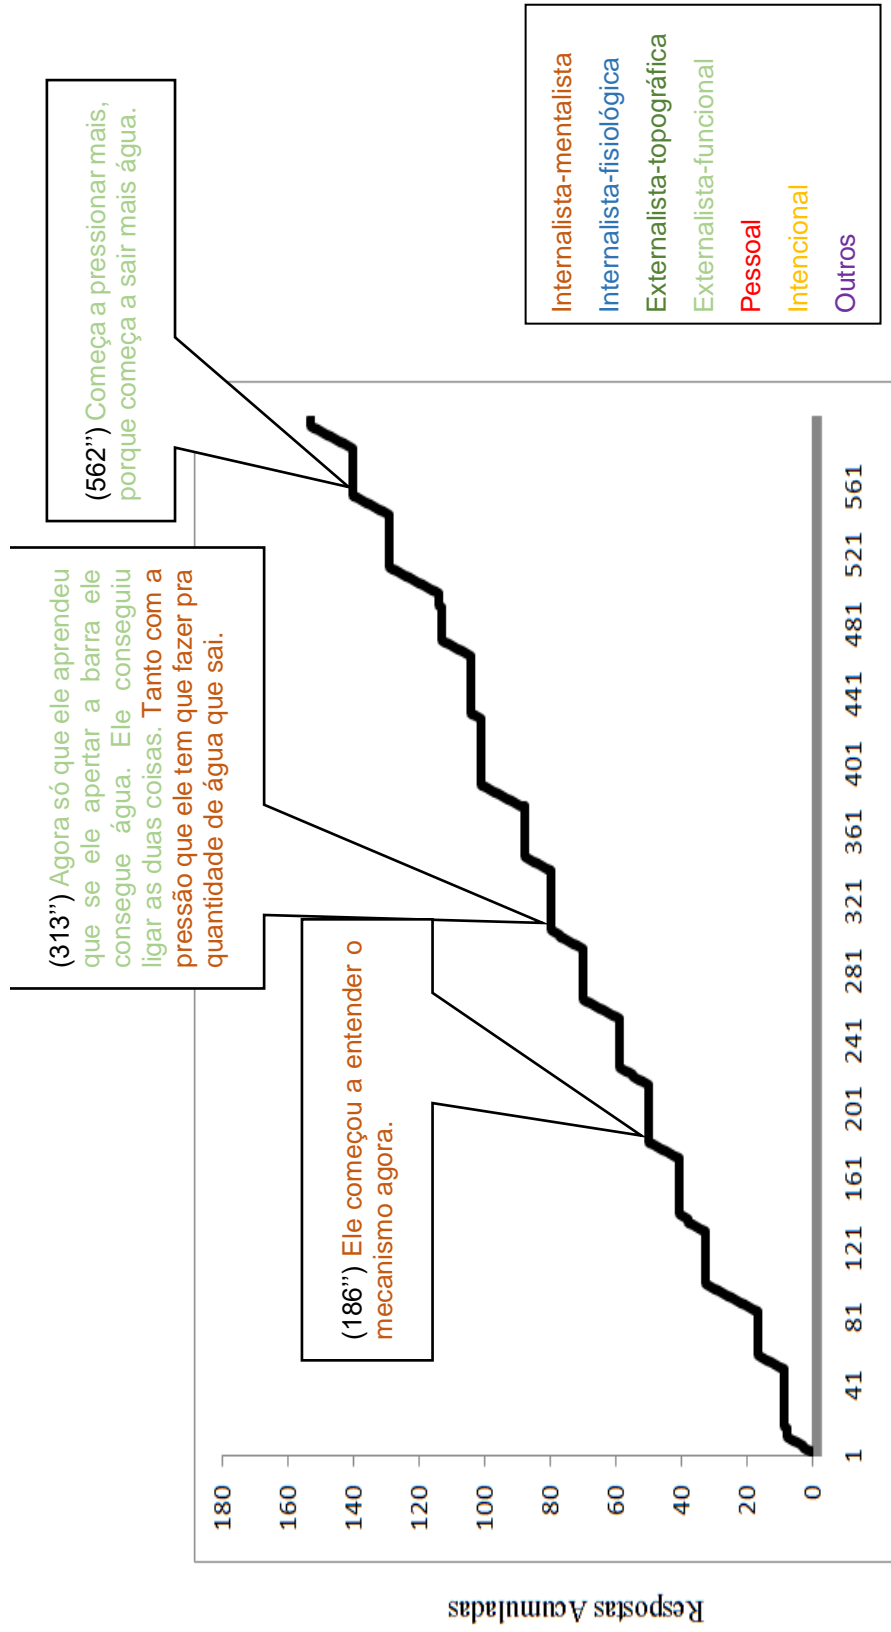 (562”) Começa a pressionar mais,
porque começa a sair mais água.
(313”) Agora só que ele aprendeu
que se ele apertar a barra ele
consegue água. Ele conseguiu
ligar as duas coisas. Tanto com a
pressão que ele tem que fazer pra
quantidade de água que sai.
(186”) Ele começou a entender o
mecanismo agora.
Respostas Acumuladas
180
160
140
120
100
80
60
40
20
0
1 41 81 121 161 201 241 281 321 361 401 441 481 521 561
Internalista-mentalista
Internalista-fisiológica
Externalista-topográfica
Externalista-funcional
Pessoal
Intencional
Outros